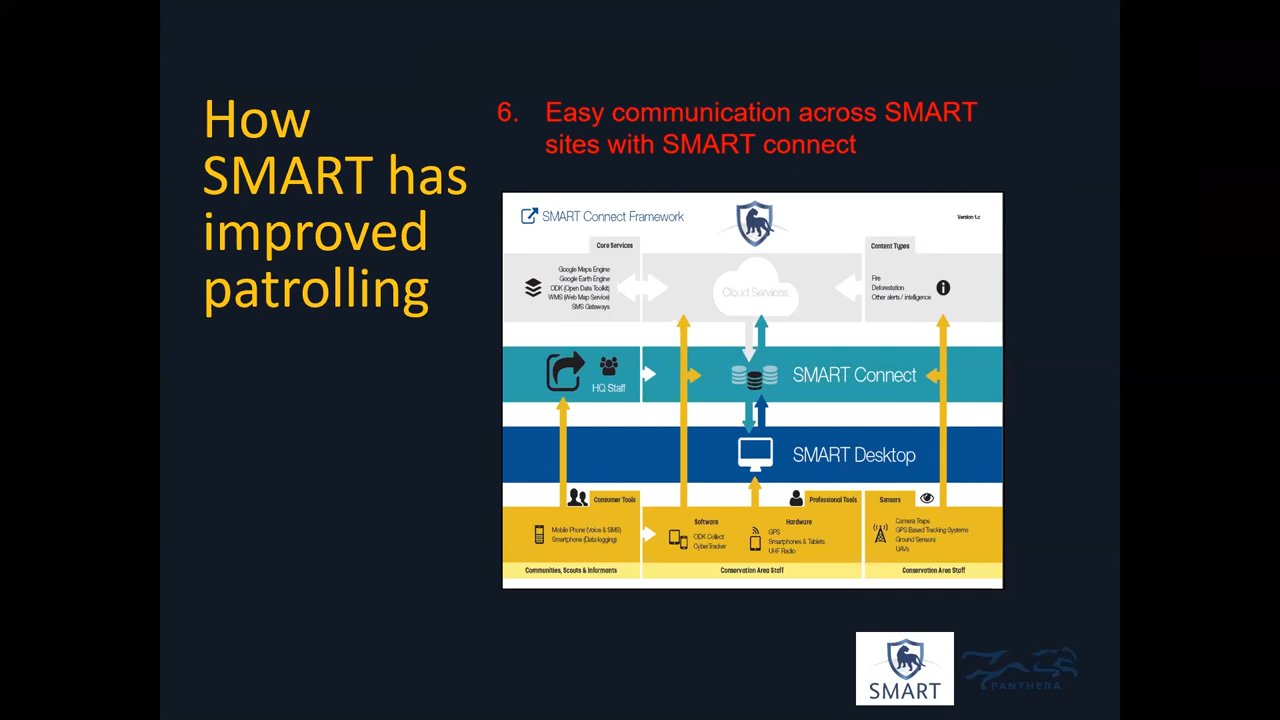 How
SMART has
improved
patrolling
6. Easy communication across SMART
sites with SMART connect
SMART Connect Framework
Version 1.c
Core Services
Google Maps Engine
Google Earth Engine
ODK (Open Data Toolkit)
WMS (Web Map Service)
SMS Gateways
Cloud Services
Content Types
Fire
Deforestation
Other alerts / intelligence
HQ Staff
SMART Connect
SMART Desktop
Consumer Tools
Mobile Phone (Voice & SMS)
Smartphone (Data logging)
Communities, Scouts & Informants
Professional Tools
Software
ODK Collect
CyberTracker
Hardware
GPS
Smartphones & Tablets
UHF Radio
Conservation Area Staff
Sensors
Camera Traps
GPS Based Tracking Systems
Ground Sensors
UAVs
Conservation Area Staff
SMART
PANTHERA